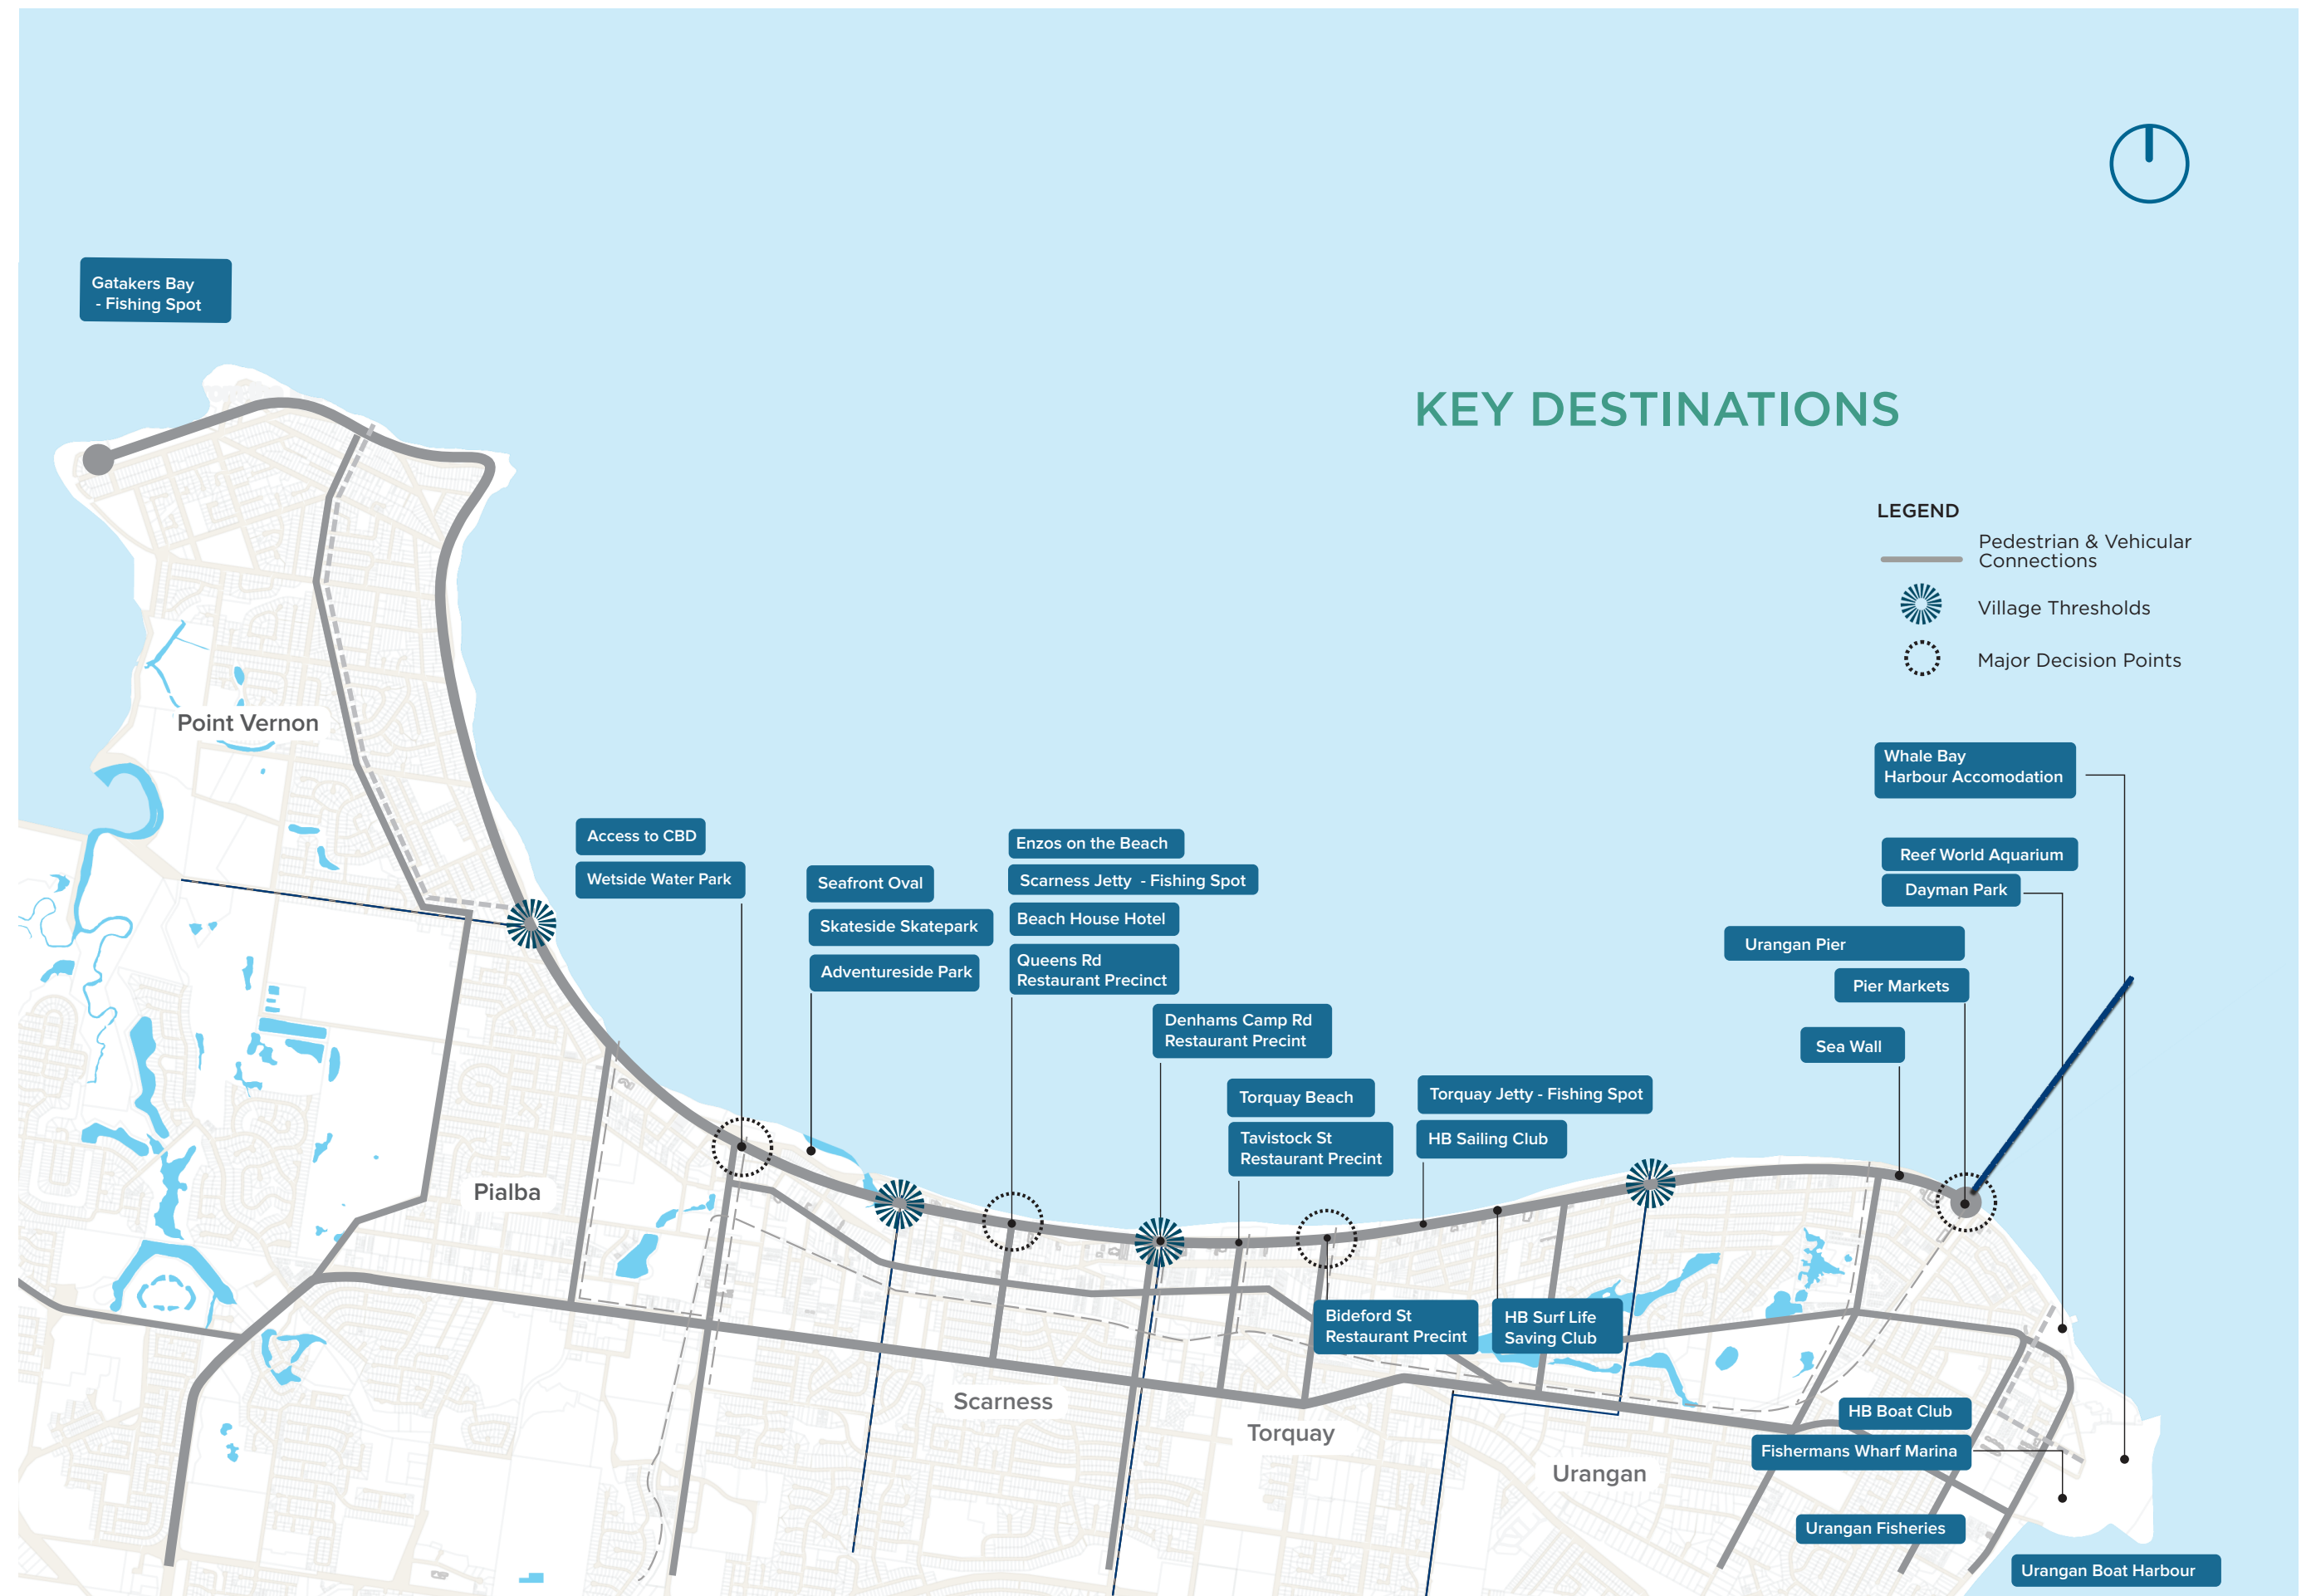 Gatakers Bay
- Fishing Spot
KEY DESTINATIONS
LEGEND
Pedestrian & Vehicular
Connections
Village Thresholds
Major Decision Points
Point Vernon
Whale Bay
Harbour Accomodation
Access to CBD
Wetside Water Park
Seafront Oval
Skateside Skatepark
Adventureside Park
Enzos on the Beach
Scarness Jetty - Fishing Spot
Beach House Hotel
Queens Rd
Restaurant Precinct
Reef World Aquarium
Dayman Park
Urangan Pier
Pier Markets
Sea Wall
Denhams Camp Rd
Restaurant Precint
Torquay Beach
Tavistock St
Restaurant Precint
Torquay Jetty - Fishing Spot
HB Sailing Club
Pialba
Bideford St
Restaurant Precint
HB Surf Life
Saving Club
Scarness
Torquay
Urangan
HB Boat Club
Fishermans Wharf Marina
Urangan Fisheries
Urangan Boat Harbour